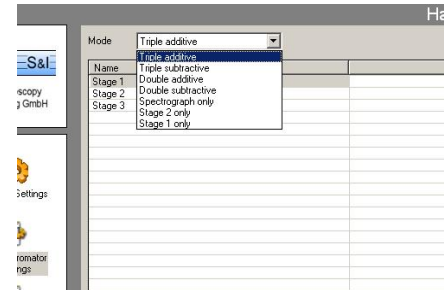 Ha
Mode Triple additive
S&I
scopy
g GmbH
Name
Stage 1
Stage 2
Stage 3
Triple additive
Triple subtractive
Double additive
Double subtractive
Spectrograph only
Stage 2 only
Stage 1 only
Settings
romator
ngs